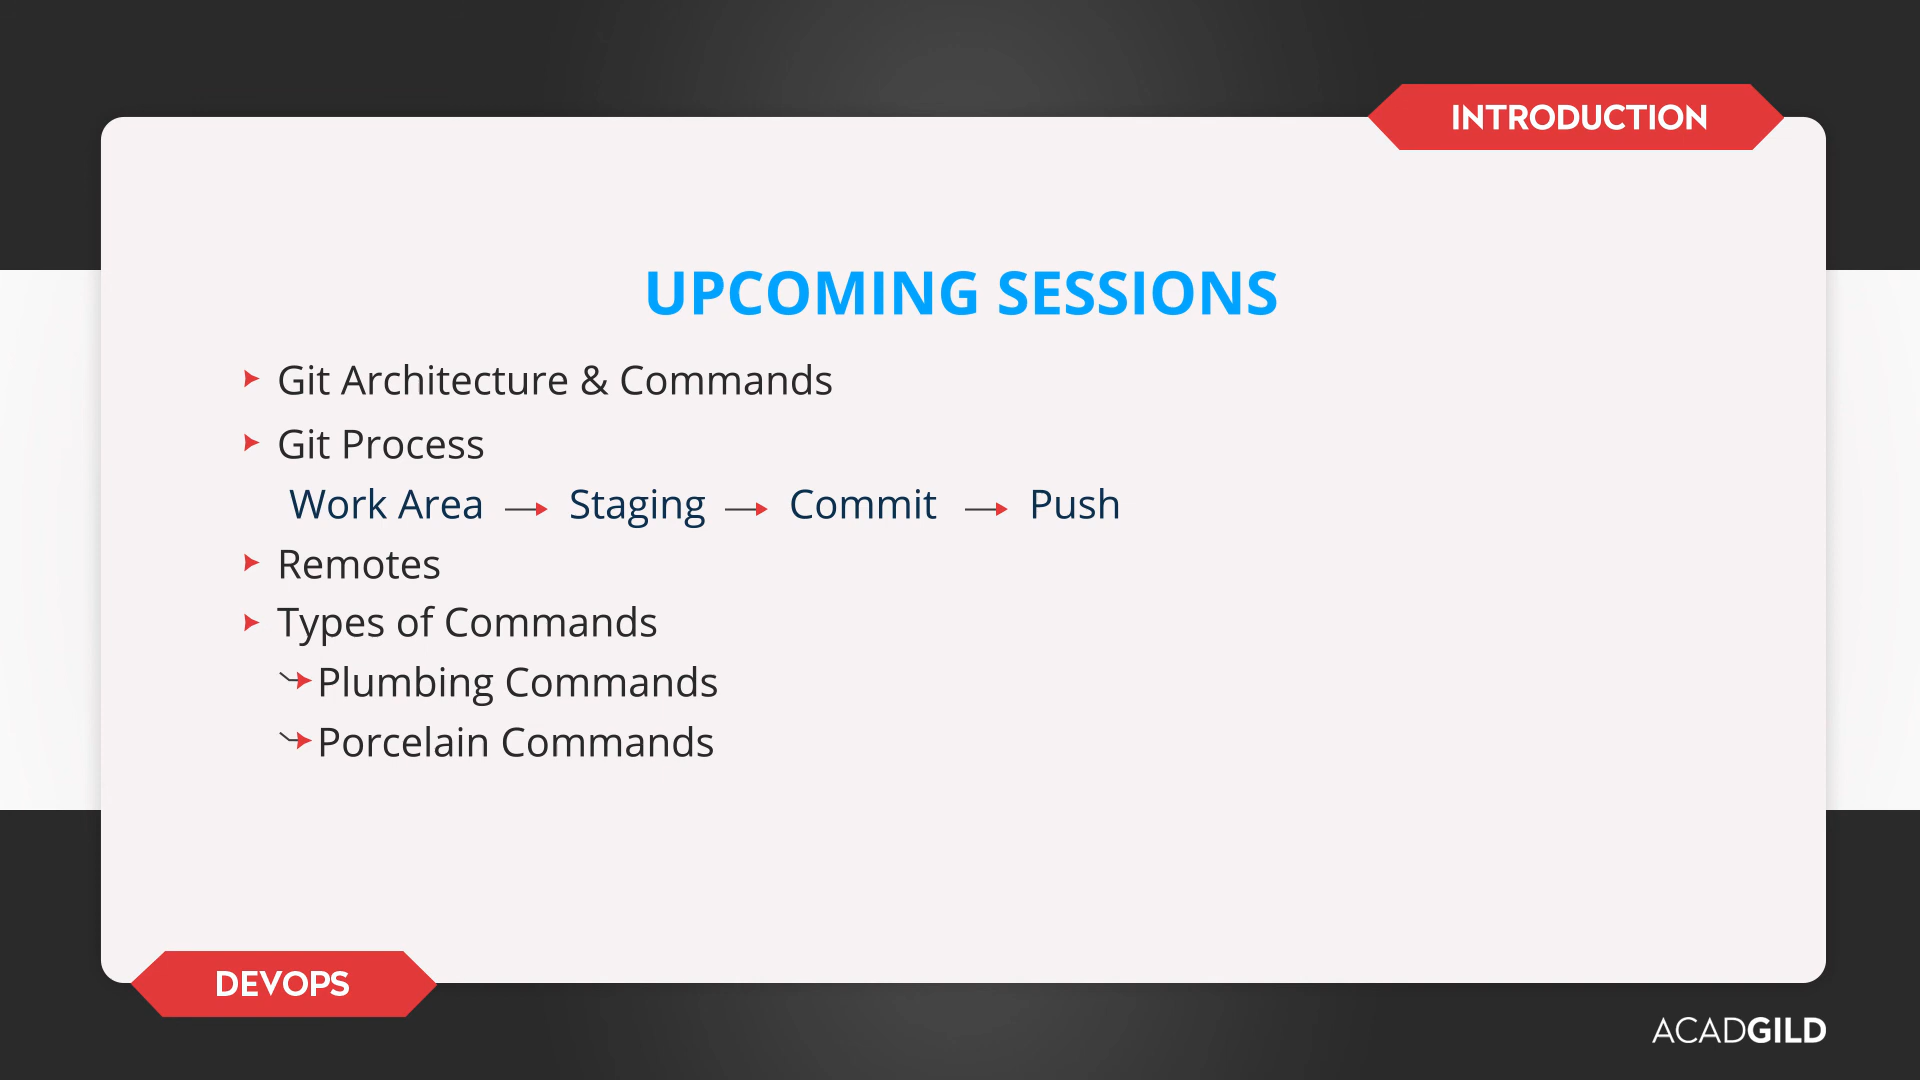 INTRODUCTION
UPCOMING SESSIONS
Git Architecture & Commands
Git Process
Work Area Staging Commit Push
Remotes
Types of Commands
Plumbing Commands
Porcelain Commands
DEVOPS
ACADGILD